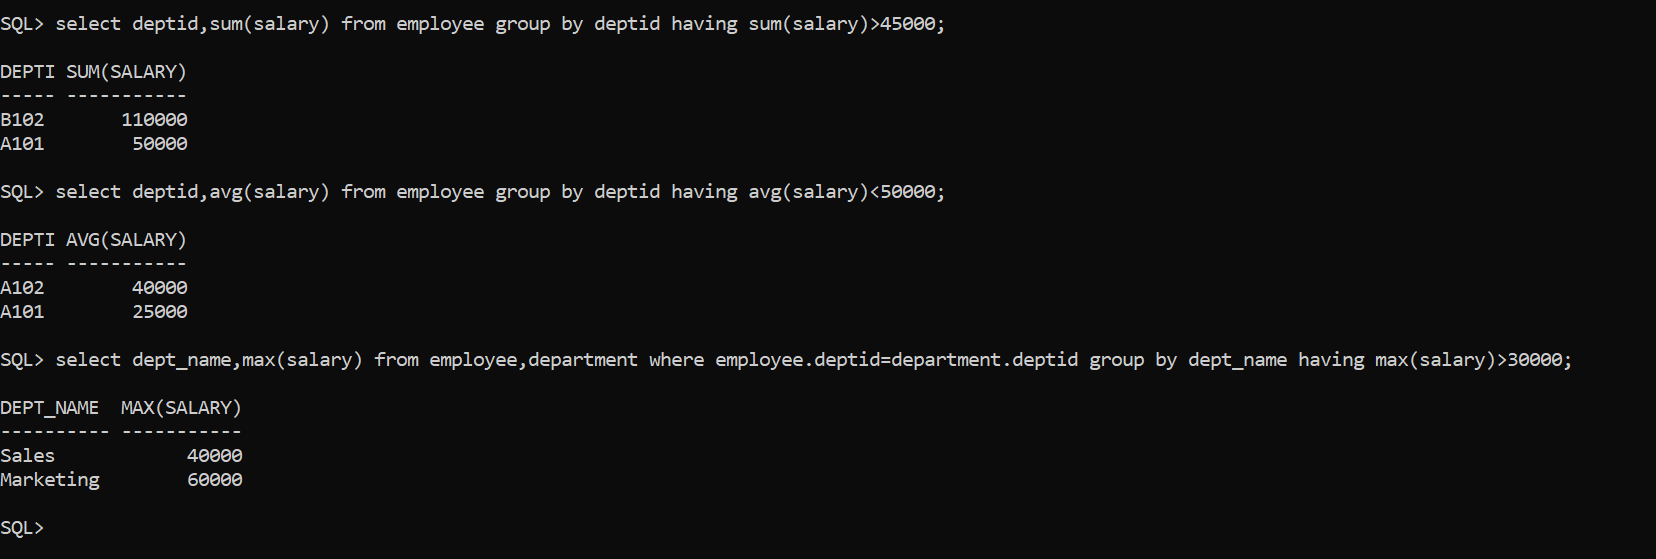 SQL> select deptid,sum(salary) from employee group by deptid having sum(salary)>45000;
DEPTI SUM(SALARY)
----- -----------
B102       110000
A101        50000
SQL> select deptid,avg(salary) from employee group by deptid having avg(salary)<50000;
DEPTI AVG(SALARY)
----- -----------
A102        40000
A101        25000
SQL> select dept_name,max(salary) from employee,department where employee.deptid=department.deptid group by dept_name having max(salary)>30000;
DEPT_NAME  MAX(SALARY)
---------- -----------
Sales            40000
Marketing        60000
SQL>